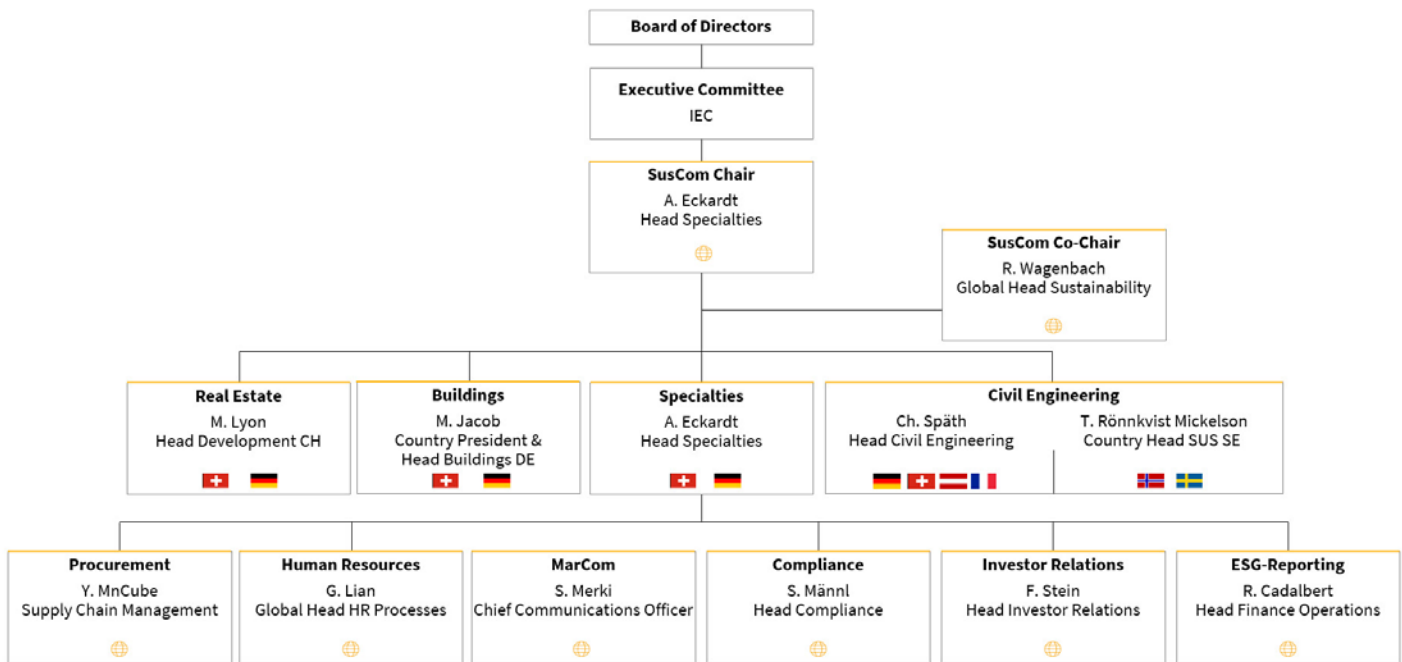 Board of Directors
Executive Committee
IEC
SusCom Chair
A. Eckardt
Head Specialties
SusCom Co-Chair
R. Wagenbach
Global Head Sustainability
Real Estate
M. Lyon
Head Development CH
Buildings
M. Jacob
Country President &
Head Buildings DE
Specialties
A. Eckardt
Head Specialties
Civil Engineering
Ch. Späth
Head Civil Engineering
T. Rönnkvist Mickelson
Country Head SUS SE
Procurement
Y. MnCube
Supply Chain Management
Human Resources
G. Lian
Global Head HR Processes
MarCom
S. Merki
Chief Communications Officer
Compliance
S. Männl
Head Compliance
Investor Relations
F. Stein
Head Investor Relations
ESG-Reporting
R. Cadalbert
Head Finance Operations